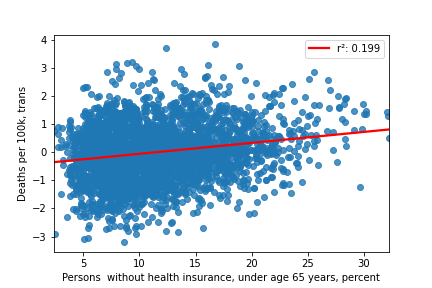 r²: 0.199
Deaths per 100k, trans
4
3
2
1
0
−1
−2
−3
5 10 15 20 25 30
Persons  without health insurance, under age 65 years, percent